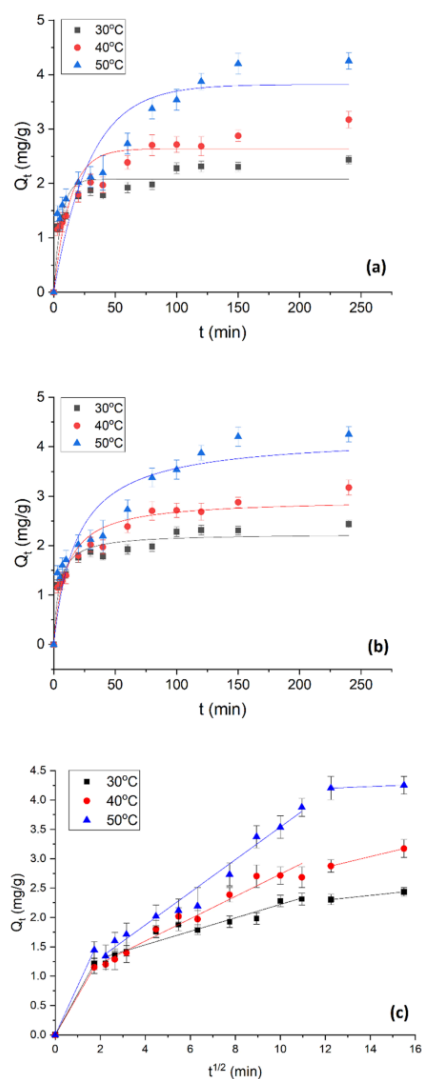 5
4
3
2
1
0
30ºC
40ºC
50ºC
Qt (mg/g)
(a)
0 50 100 150 200 250
t (min)
5
4
3
2
1
0
30ºC
40ºC
50ºC
Qt (mg/g)
(b)
0 50 100 150 200 250
t (min)
4.5
4.0
3.5
3.0
2.5
2.0
1.5
1.0
0.5
0.0
30ºC
40ºC
50ºC
Qt (mg/g)
(c)
0 2 4 6 8 10 12 14 16
t1/2 (min)